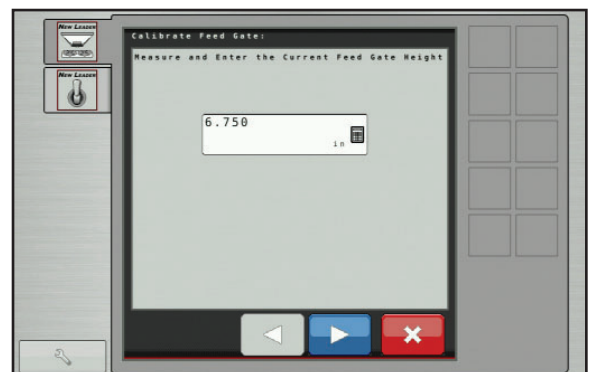 New Leader
Calibrate Feed Gate:
Measure and Enter the Current Feed Gate Height
New Leader
6.750
in